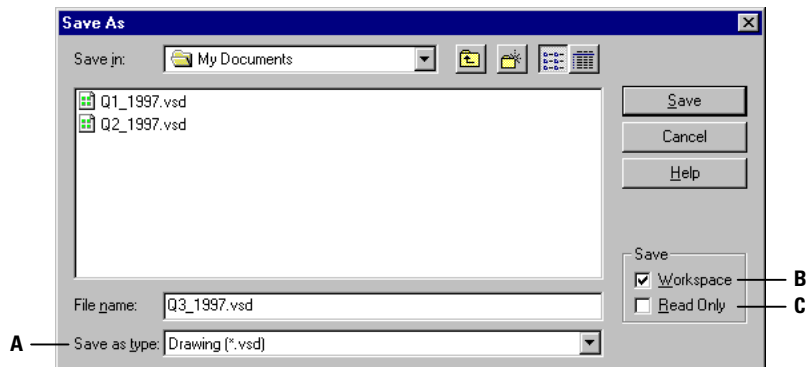 Save As
Save in: My Documents
Q1_1997.vsd
Q2_1997.vsd
Save
Cancel
Help
Save
Workspace B
Read Only C
File name: Q3_1997.vsd
A Save as type: Drawing (*.vsd)